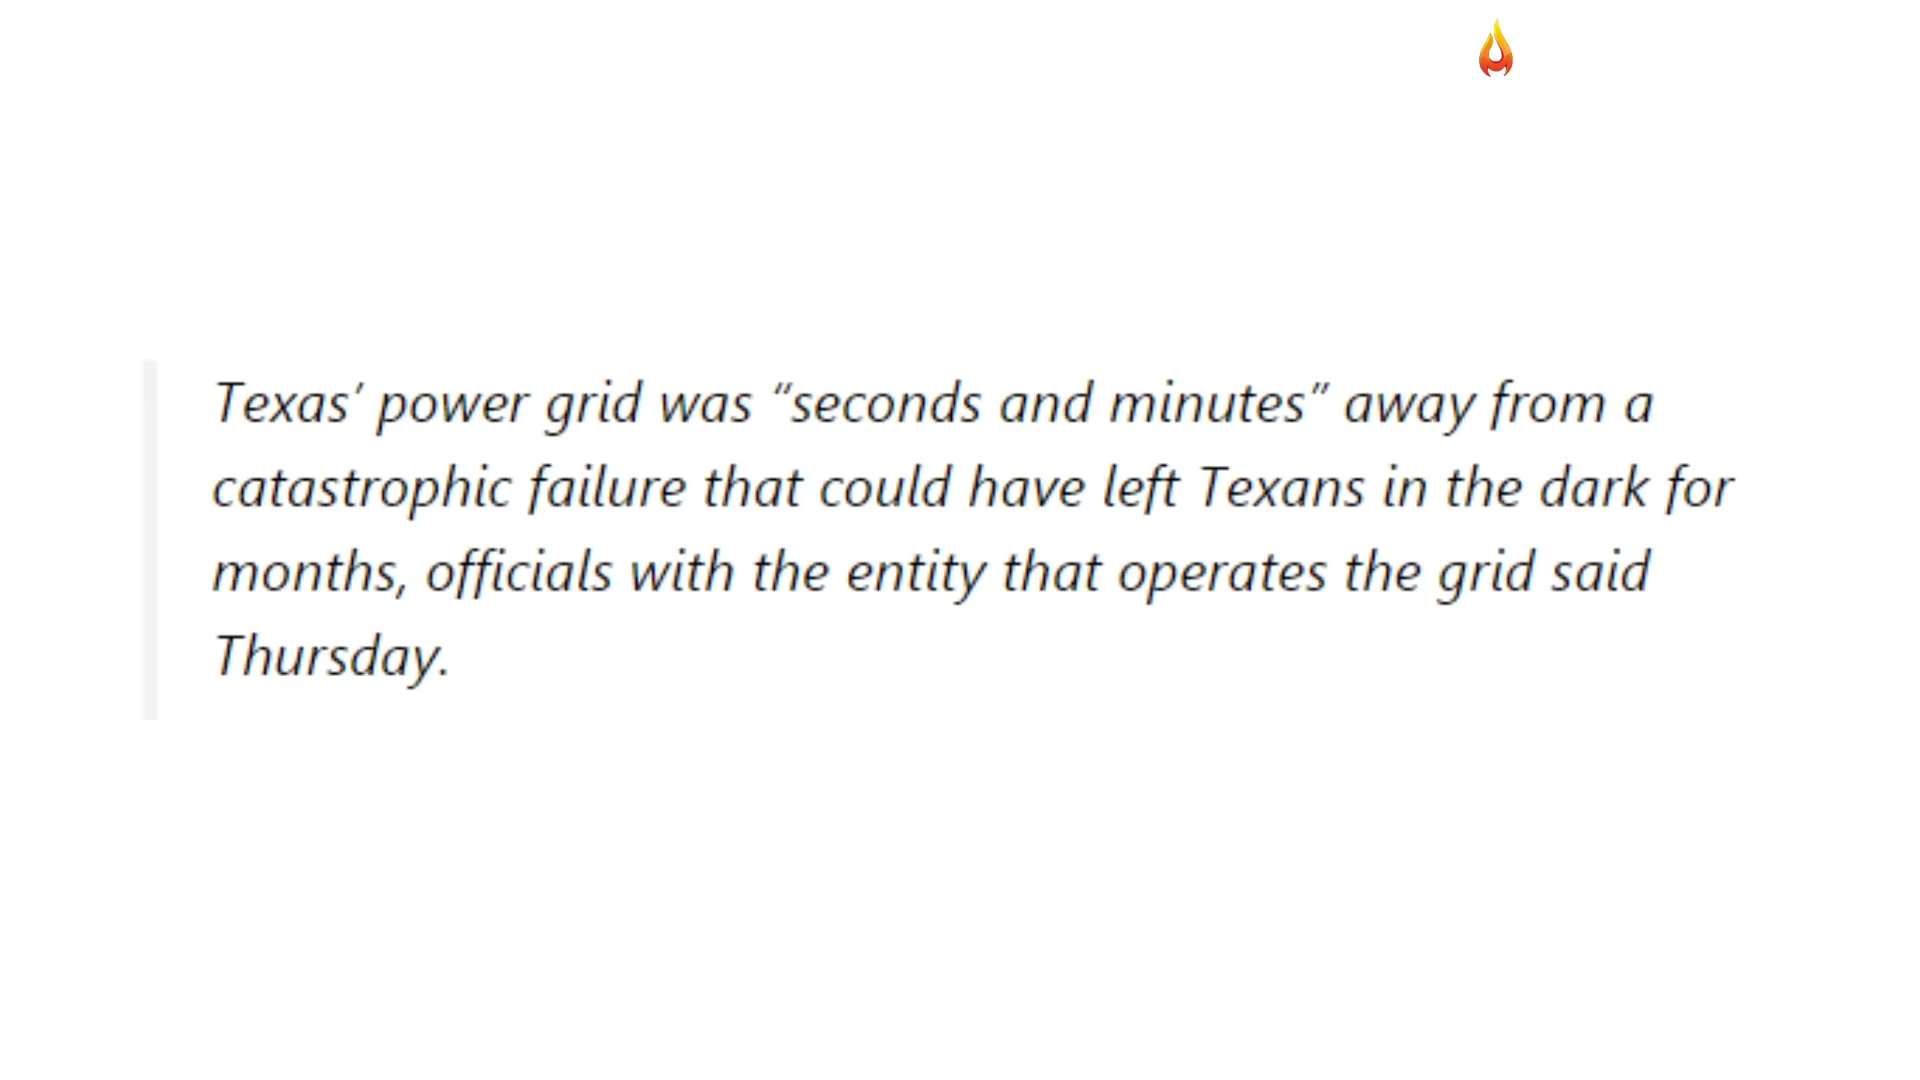 Texas’ power grid was “seconds and minutes” away from a
catastrophic failure that could have left Texans in the dark for
months, officials with the entity that operates the grid said
Thursday.